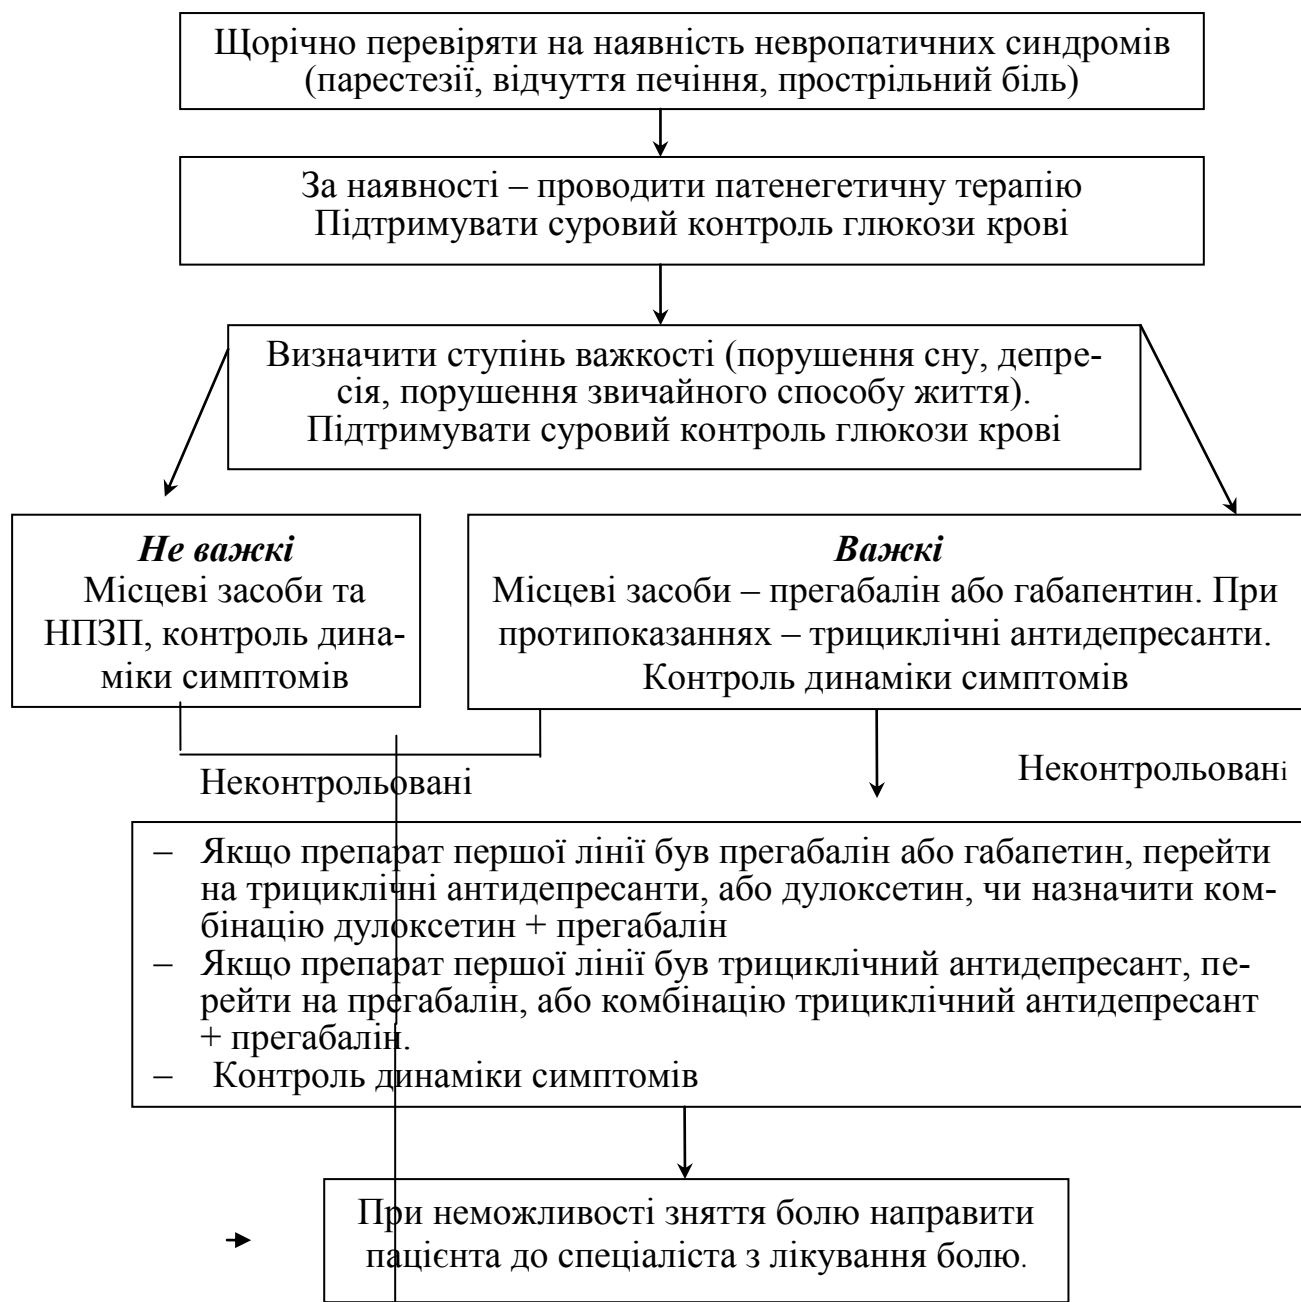 Щорічно перевіряти на наявність невропатичних синдромів
(парестезії, відчуття печіння, прострільний біль)
За наявності – проводити патенегетичну терапію
Підтримувати суровий контроль глюкози крові
Визначити ступінь важкості (порушення сну, депре-
сія, порушення звичайного способу життя).
Підтримувати суровий контроль глюкози крові
Не важкі
Місцеві засоби та
НПЗП, контроль дина-
міки симптомів
Важкі
Місцеві засоби – прегабалін або габапентин. При
протипоказаннях – трициклічні антидепресанти.
Контроль динаміки симптомів
Неконтрольовані
Неконтрольовані
– Якщо препарат першої лінії був прегабалін або габапетин, перейти
на трициклічні антидепресанти, або дулоксетин, чи назначити ком-
бінацію дулоксетин + прегабалін
– Якщо препарат першої лінії був трициклічний антидепресант, пе-
рейти на прегабалін, або комбінацію трициклічний антидепресант
+ прегабалін.
– Контроль динаміки симптомів
При неможливості зняття болю направити
пацієнта до спеціаліста з лікування болю.